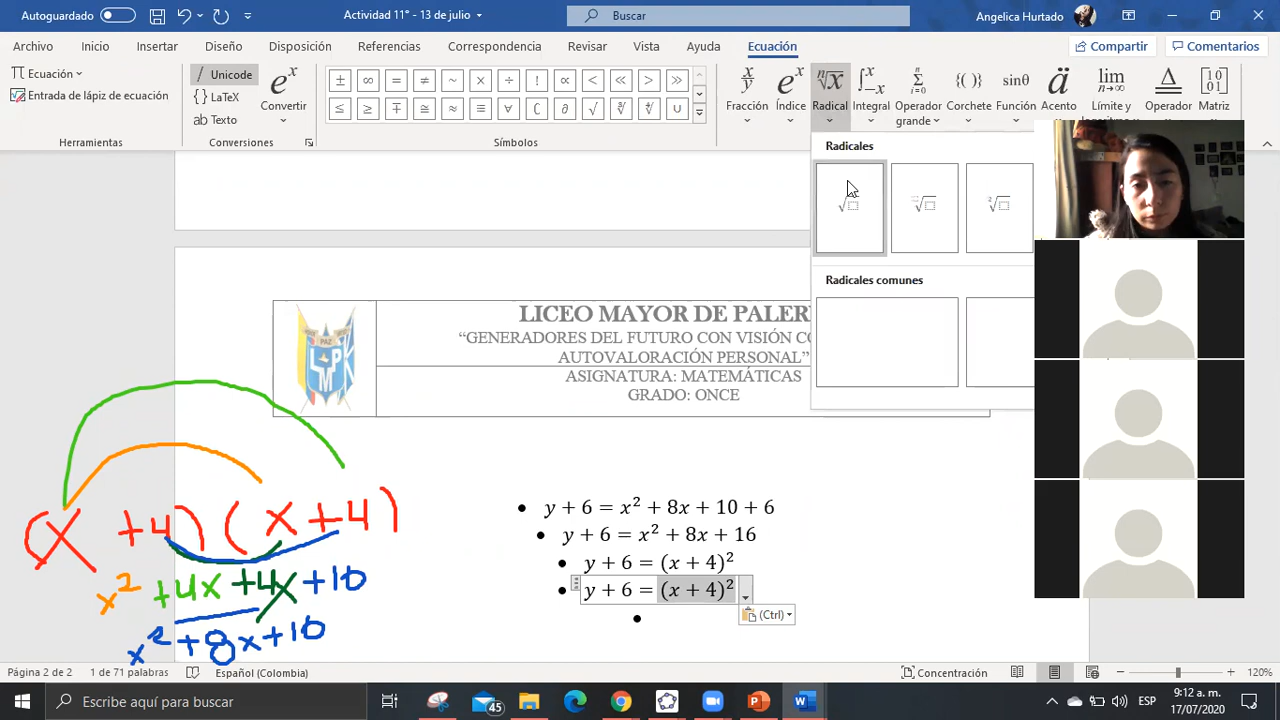 Autoguardado
Actividad 11° - 13 de julio
Buscar
Angelica Hurtado
Archivo Inicio Insertar Diseño Disposición Referencias Correspondencia Revisar Vista Ayuda Ecuación
Compartir Comentarios
Ecuación
Entrada de lápiz de ecuación
Herramientas
Unicode
LaTeX
Texto
Convertir
Conversiones
± ∞ = ≠ ~ × ÷ ! ∝ < ≪ > ≫
≤ ≥ ∓ ≅ ≈ ≡ ∀ ∁ ∂ √ ∛ ∜ ∪
Símbolos
Fracción Índice Radical Integral Operador grande Corchete Función Acento Límite y logaritmo Operador Matriz
Radicales
Radicales comunes
LICEO MAYOR DE PALER
“GENERADORES DEL FUTURO CON VISIÓN CO
AUTOVALORACIÓN PERSONAL”
ASIGNATURA: MATEMÁTICAS
GRADO: ONCE
(x +4) (x+4)
x² +4x +4x +16
x² +8x+16
• y + 6 = x² + 8x + 10 + 6
• y + 6 = x² + 8x + 16
• y + 6 = (x + 4)²
• y + 6 = (x + 4)²
•
(Ctrl)
Página 2 de 2 1 de 71 palabras Español (Colombia) Concentración 120%
Escribe aquí para buscar
45
ESP
9:12 a. m.
17/07/2020